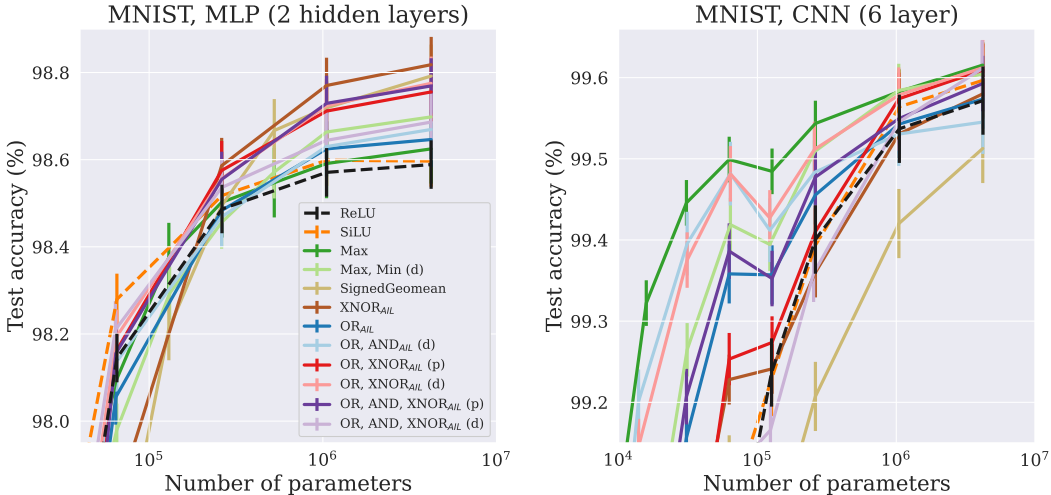 MNIST, MLP (2 hidden layers)
98.8
98.6
98.4
98.2
98.0
Test accuracy (%)
10^5
10^6
10^7
Number of parameters
ReLU
SiLU
Max
Max, Min (d)
SignedGeomean
XNOR_AIL
OR_AIL
OR, AND_AIL (d)
OR, XNOR_AIL (p)
OR, XNOR_AIL (d)
OR, AND, XNOR_AIL (p)
OR, AND, XNOR_AIL (d)
MNIST, CNN (6 layer)
99.6
99.5
99.4
99.3
99.2
Test accuracy (%)
10^4
10^5
10^6
10^7
Number of parameters